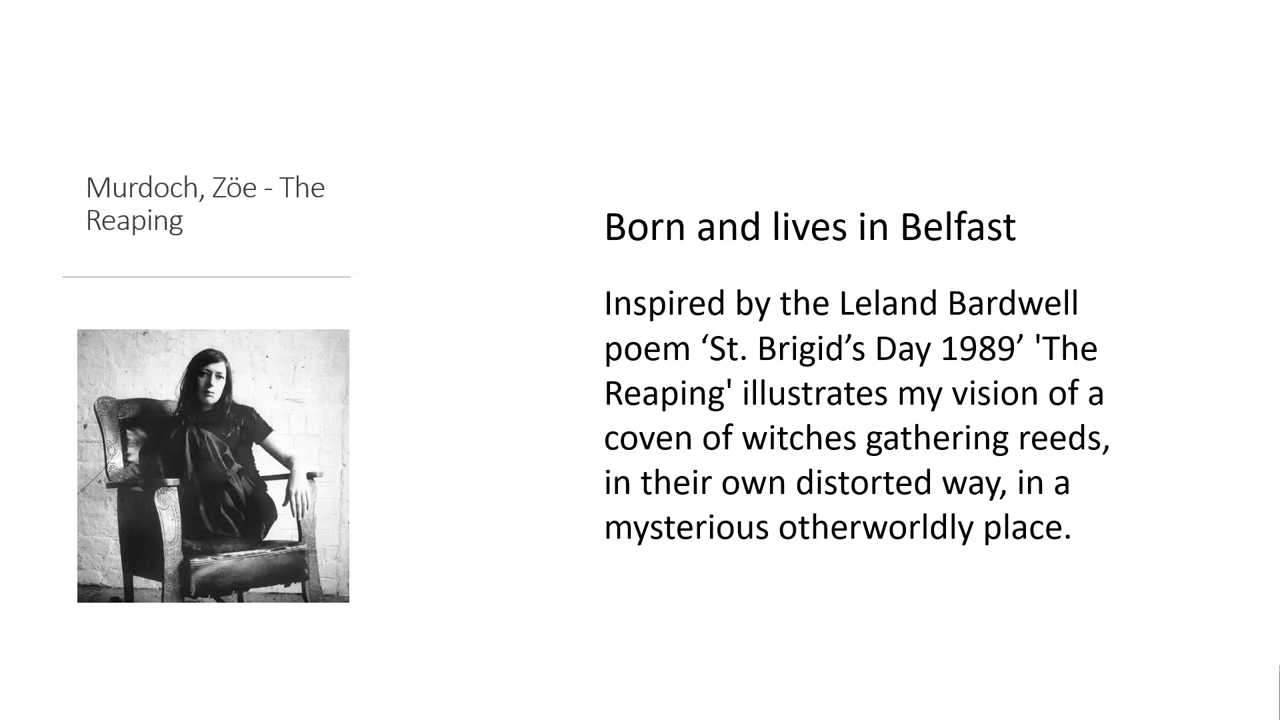 Murdoch, Zöe - The
Reaping
Born and lives in Belfast
Inspired by the Leland Bardwell
poem ‘St. Brigid’s Day 1989’ 'The
Reaping' illustrates my vision of a
coven of witches gathering reeds,
in their own distorted way, in a
mysterious otherworldly place.